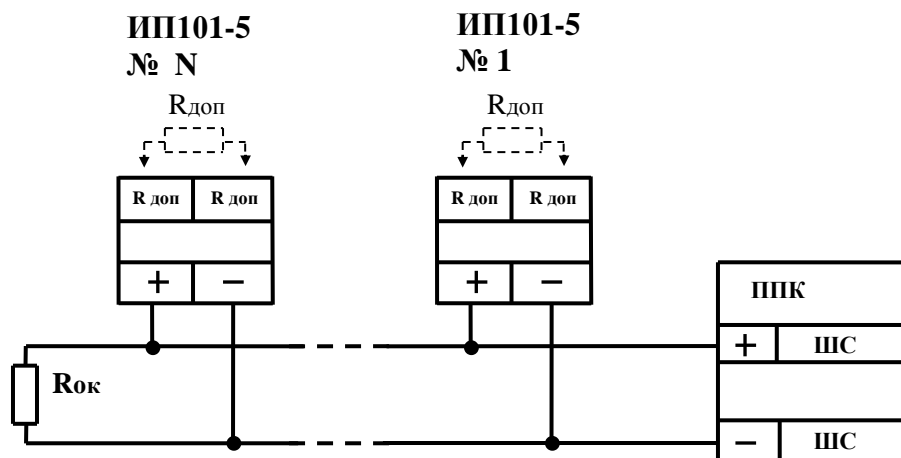 ИП101-5
№ N
Rдоп
R доп R доп
+ −
ИП101-5
№ 1
Rдоп
R доп R доп
+ −
ППК
+ ШС
− ШС
Rок